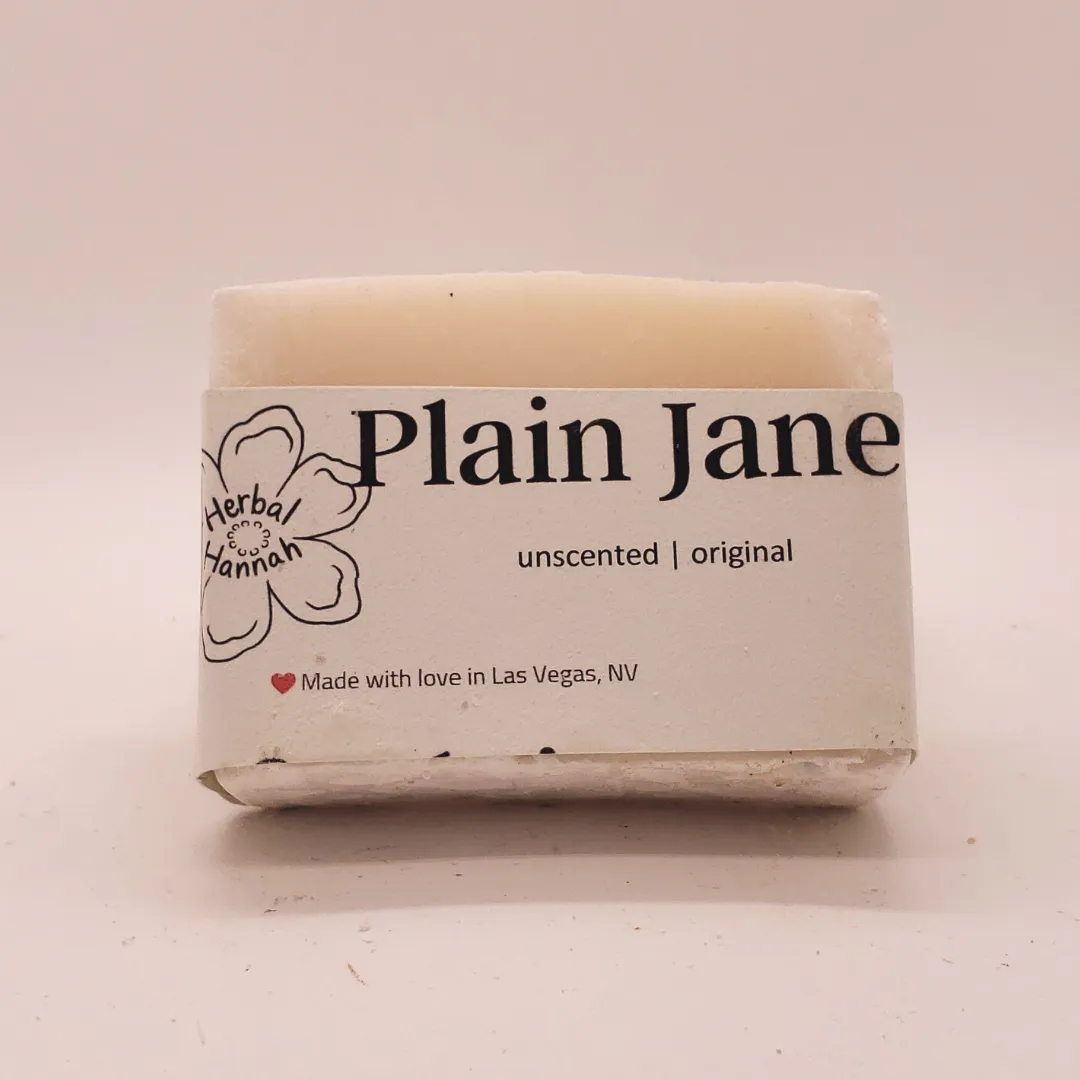 Plain Jane
Herbal
Hannah
unscented | original
Made with love in Las Vegas, NV